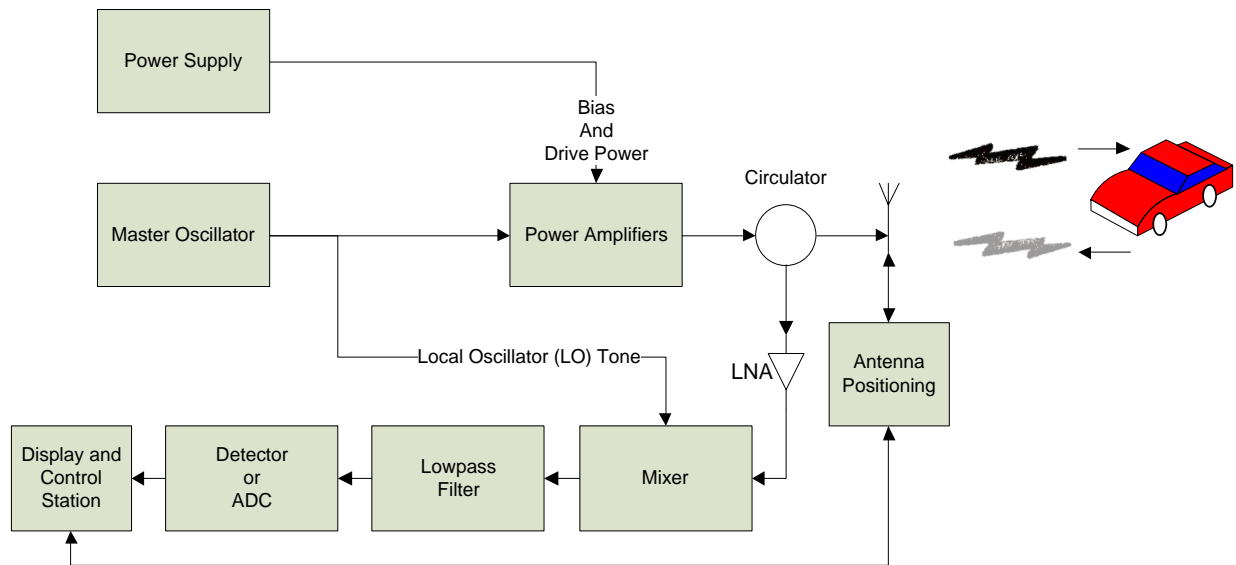 Power Supply
Bias
And
Drive Power
Circulator
Master Oscillator
Power Amplifiers
Local Oscillator (LO) Tone
LNA
Antenna
Positioning
Display and
Control
Station
Detector
or
ADC
Lowpass
Filter
Mixer